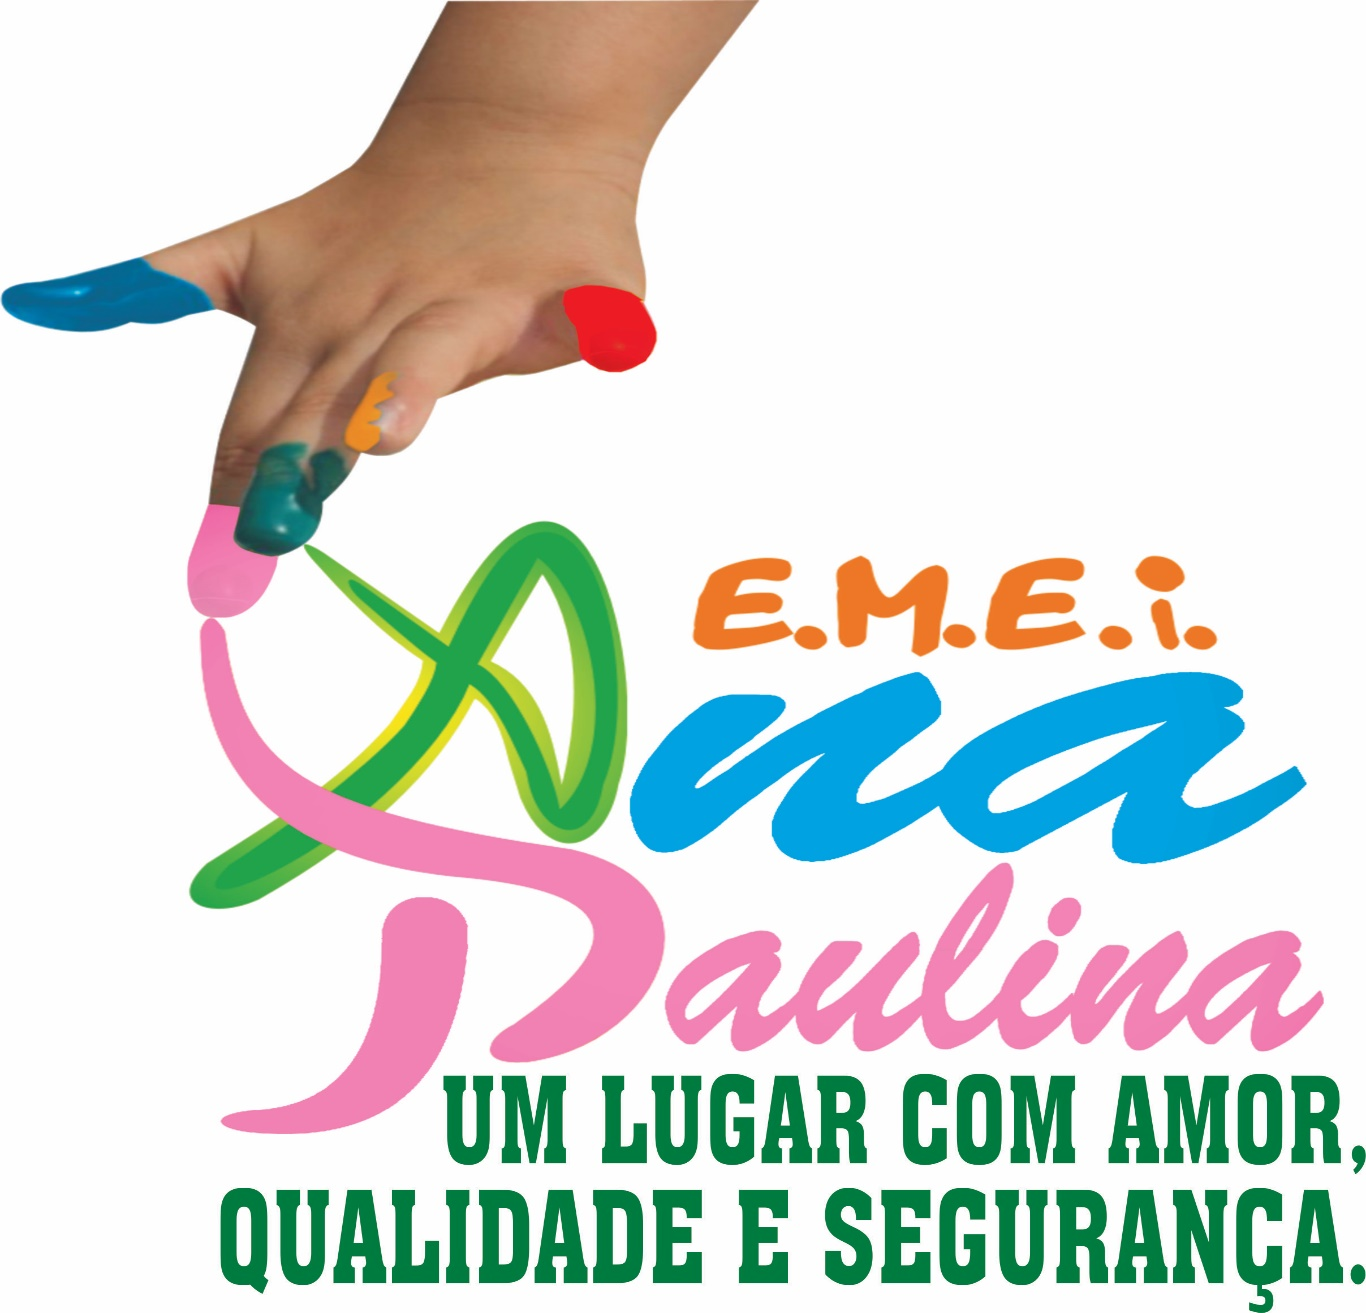 E.M.E.i.
Ana
Paulina
UM LUGAR COM AMOR,
QUALIDADE E SEGURANÇA.